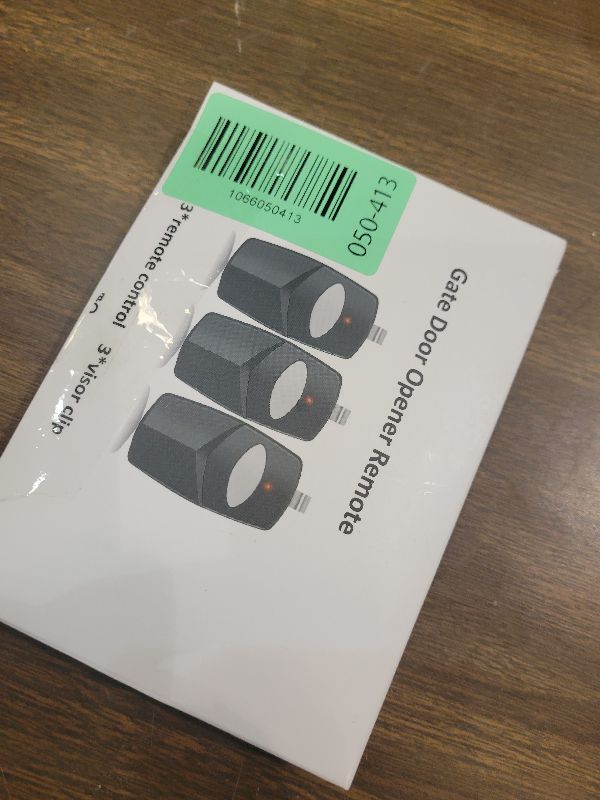 1066050413
050-413
Gate Door Opener Remote
3*remote control
3*visor clip